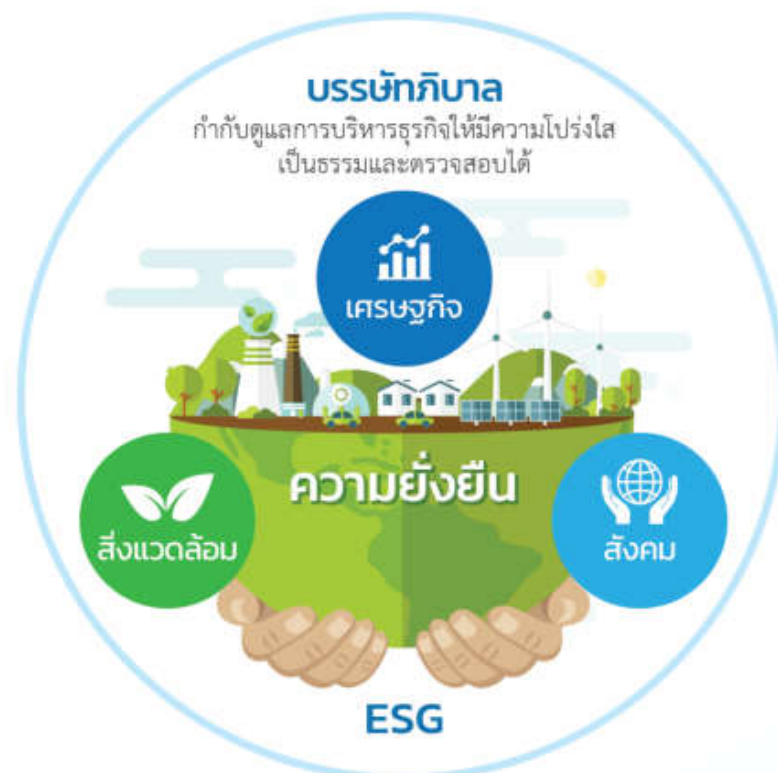 บรรษัทภิบาล
กำกับดูแลการบริหารธุรกิจให้มีความโปร่งใส
เป็นธรรมและตรวจสอบได้
เศรษฐกิจ
ความยั่งยืน
สิ่งแวดล้อม
สังคม
ESG